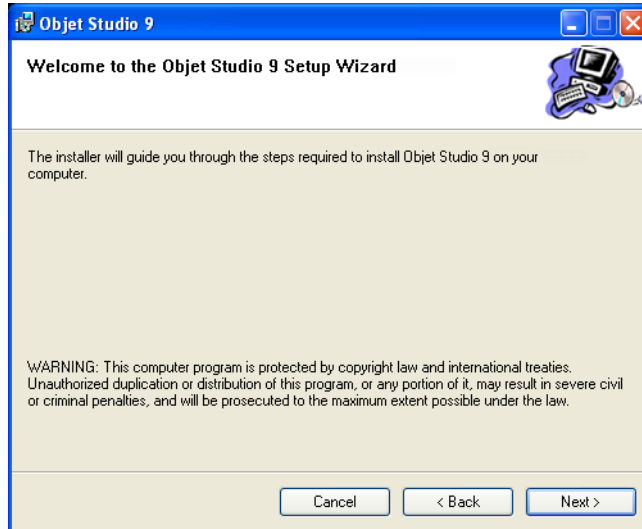 Objet Studio 9
Welcome to the Objet Studio 9 Setup Wizard
The installer will guide you through the steps required to install Objet Studio 9 on your
computer.
WARNING: This computer program is protected by copyright law and international treaties.
Unauthorized duplication or distribution of this program, or any portion of it, may result in severe civil
or criminal penalties, and will be prosecuted to the maximum extent possible under the law.
Cancel < Back Next >